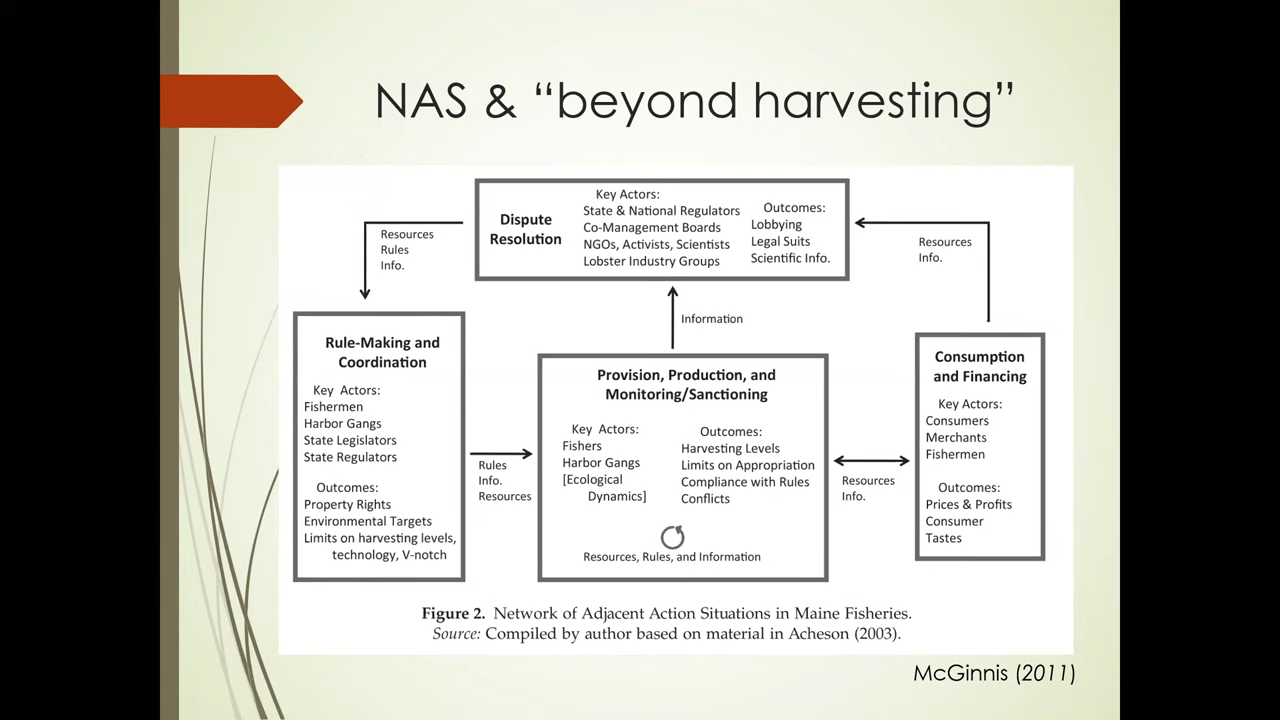 NAS & “beyond harvesting”
Dispute
Resolution
Key Actors:
State & National Regulators
Co-Management Boards
NGOs, Activists, Scientists
Lobster Industry Groups
Outcomes:
Lobbying
Legal Suits
Scientific Info.
Resources
Rules
Info.
Resources
Info.
Information
Rule-Making and
Coordination
Key Actors:
Fishermen
Harbor Gangs
State Legislators
State Regulators
Outcomes:
Property Rights
Environmental Targets
Limits on harvesting levels,
technology, V-notch
Rules
Info.
Resources
Provision, Production, and
Monitoring/Sanctioning
Key Actors:
Fishers
Harbor Gangs
[Ecological
Dynamics]
Outcomes:
Harvesting Levels
Limits on Appropriation
Compliance with Rules
Conflicts
Resources, Rules, and Information
Resources
Info.
Consumption
and Financing
Key Actors:
Consumers
Merchants
Fishermen
Outcomes:
Prices & Profits
Consumer
Tastes
Figure 2. Network of Adjacent Action Situations in Maine Fisheries.
Source: Compiled by author based on material in Acheson (2003).
McGinnis (2011)